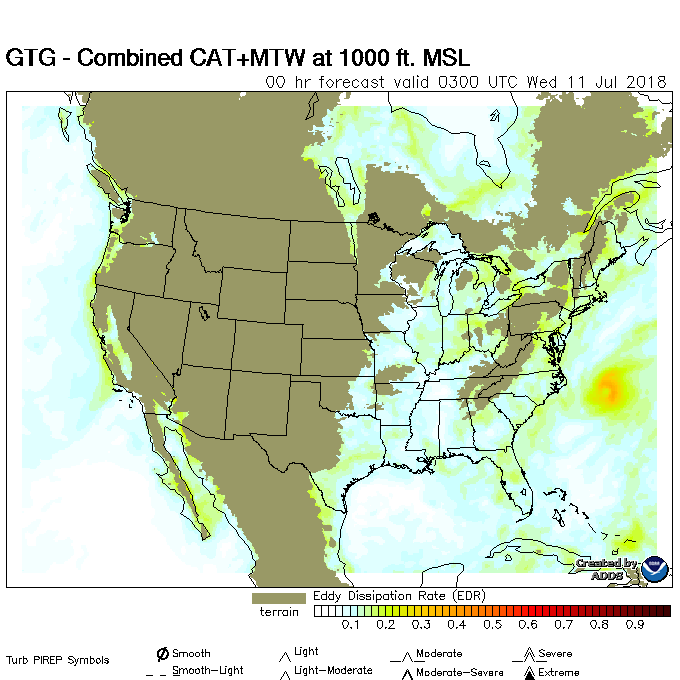 GTG - Combined CAT+MTW at 1000 ft. MSL
00 hr forecast valid 0300 UTC Wed 11 Jul 2018
Created by
ADDS
Eddy Dissipation Rate (EDR)
terrain
0.1 0.2 0.3 0.4 0.5 0.6 0.7 0.8 0.9
Turb PIREP Symbols
Smooth Light Moderate Severe
Smooth-Light Light-Moderate Moderate-Severe Extreme